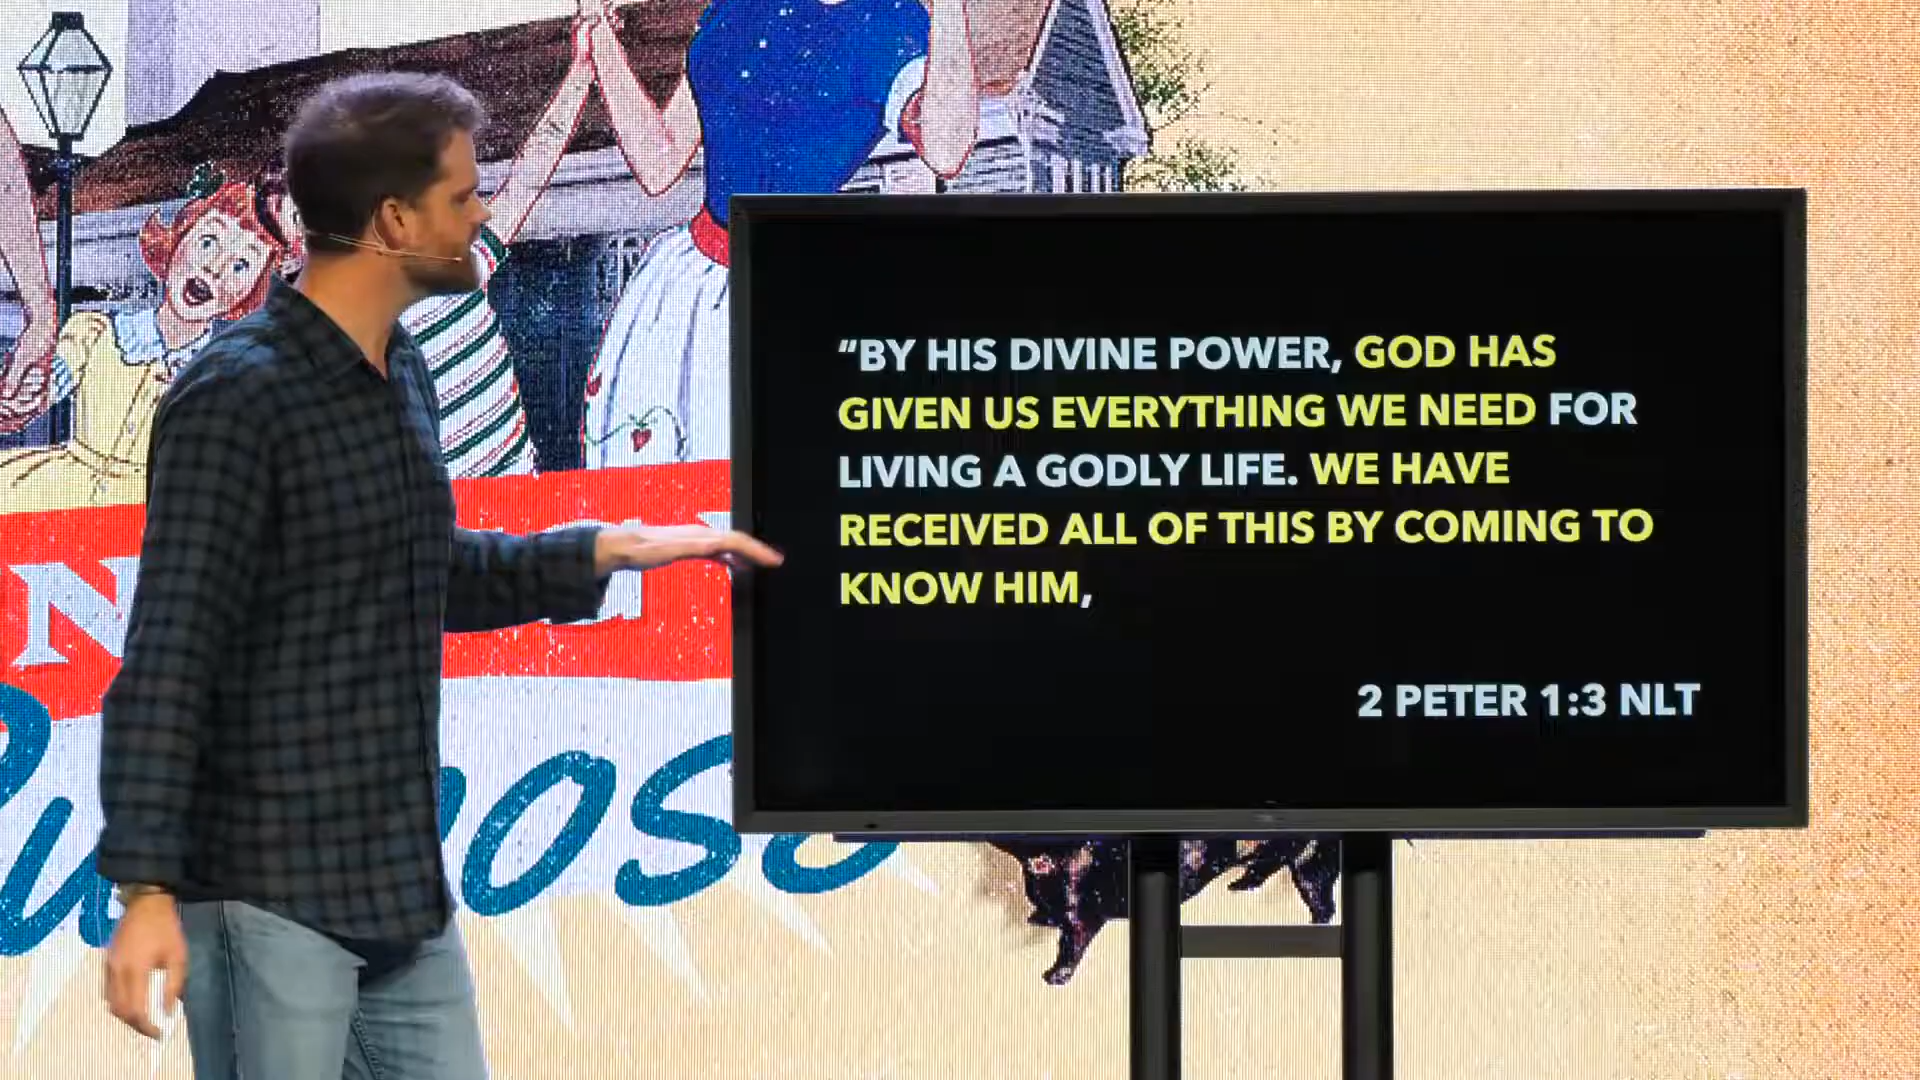 “BY HIS DIVINE POWER, GOD HAS
GIVEN US EVERYTHING WE NEED FOR
LIVING A GODLY LIFE. WE HAVE
RECEIVED ALL OF THIS BY COMING TO
KNOW HIM,
2 PETER 1:3 NLT